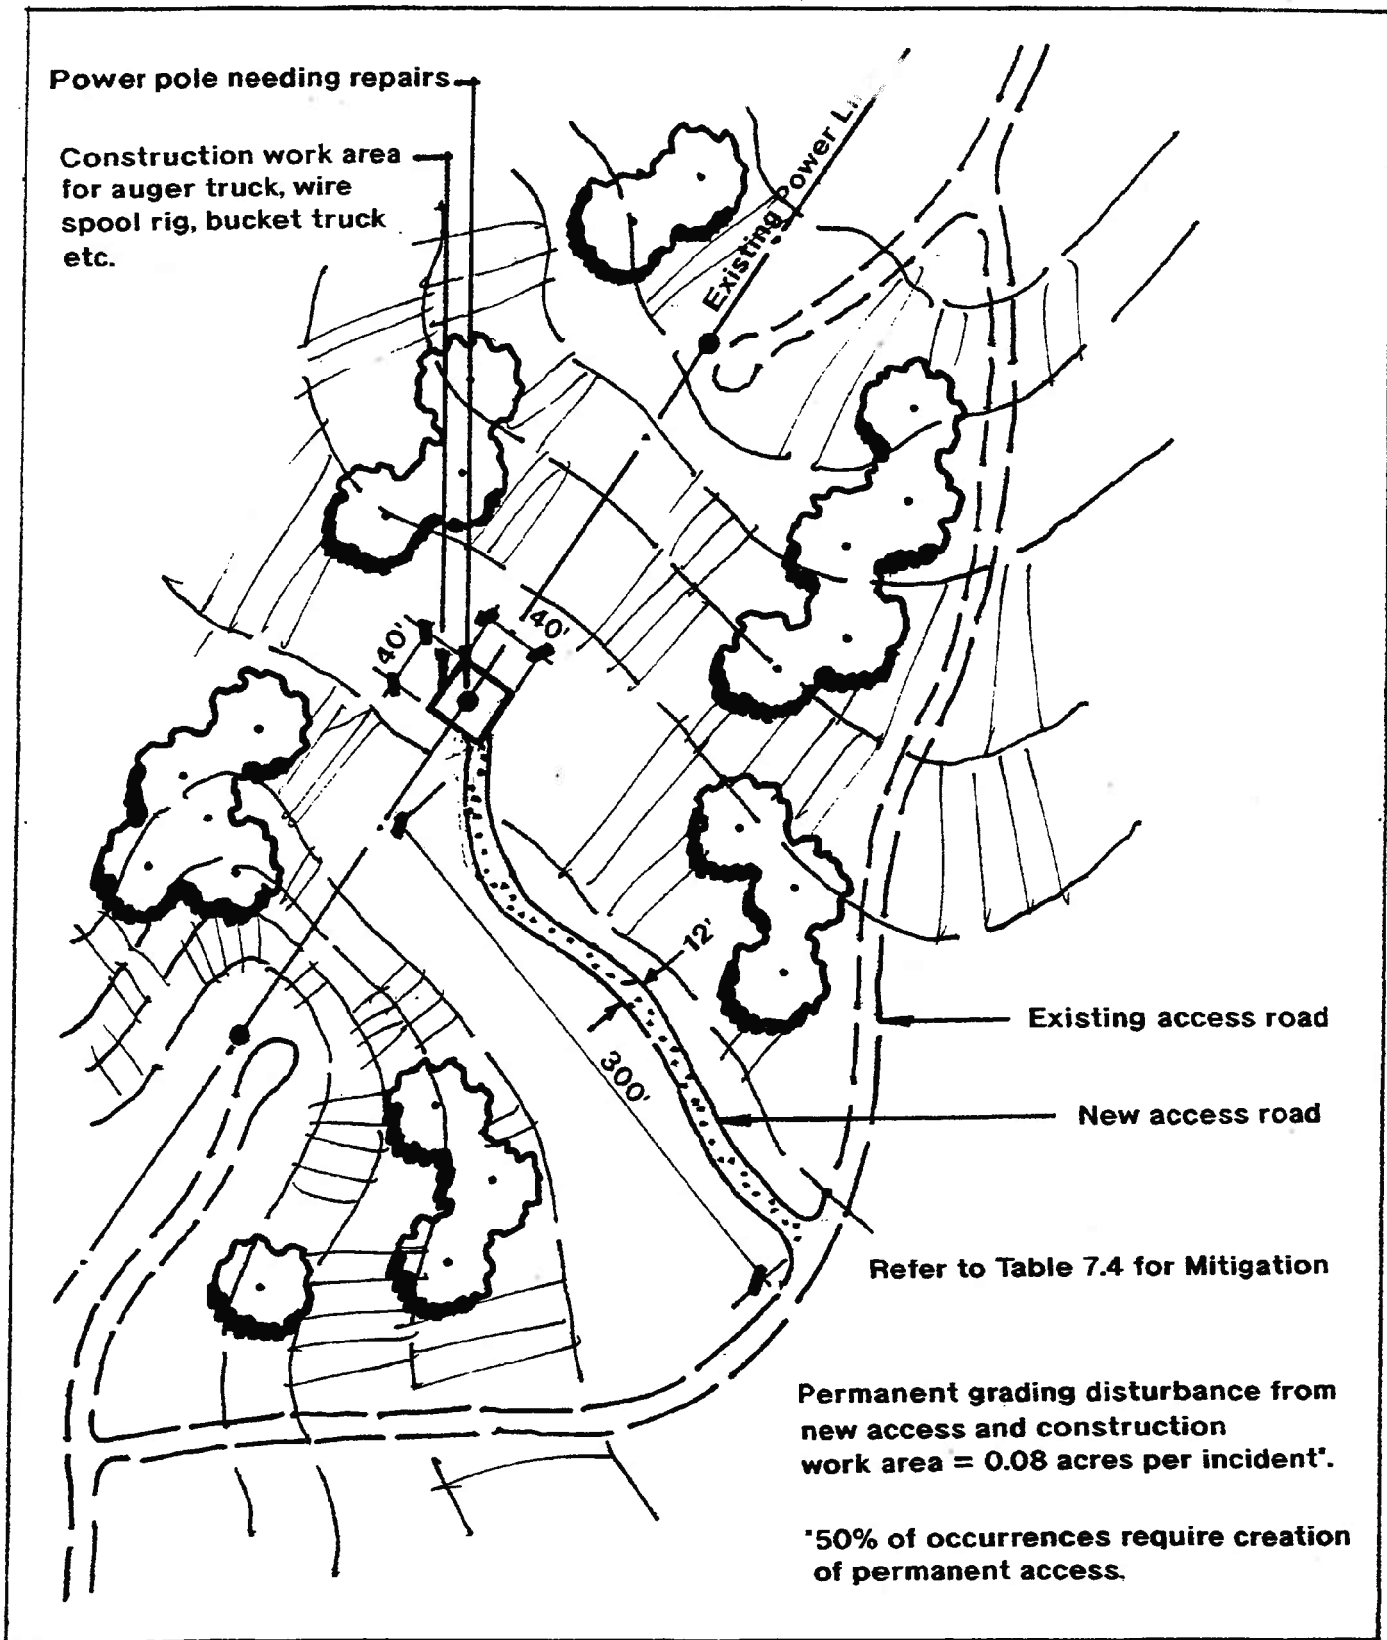 Power pole needing repairs
Construction work area
for auger truck, wire
spool rig, bucket truck
etc.
Existing Power
40'
40'
12'
300'
Existing access road
New access road
Refer to Table 7.4 for Mitigation
Permanent grading disturbance from
new access and construction
work area = 0.08 acres per incident*.
*50% of occurrences require creation
of permanent access.